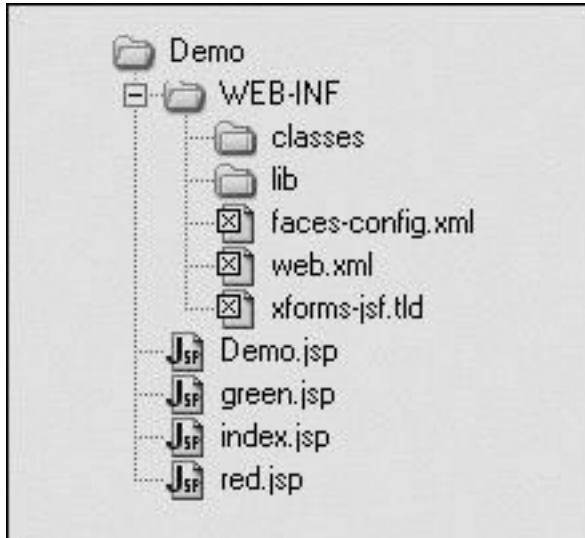 Demo
WEB-INF
classes
lib
faces-config.xml
web.xml
xforms-jsf.tld
Demo.jsp
green.jsp
index.jsp
red.jsp